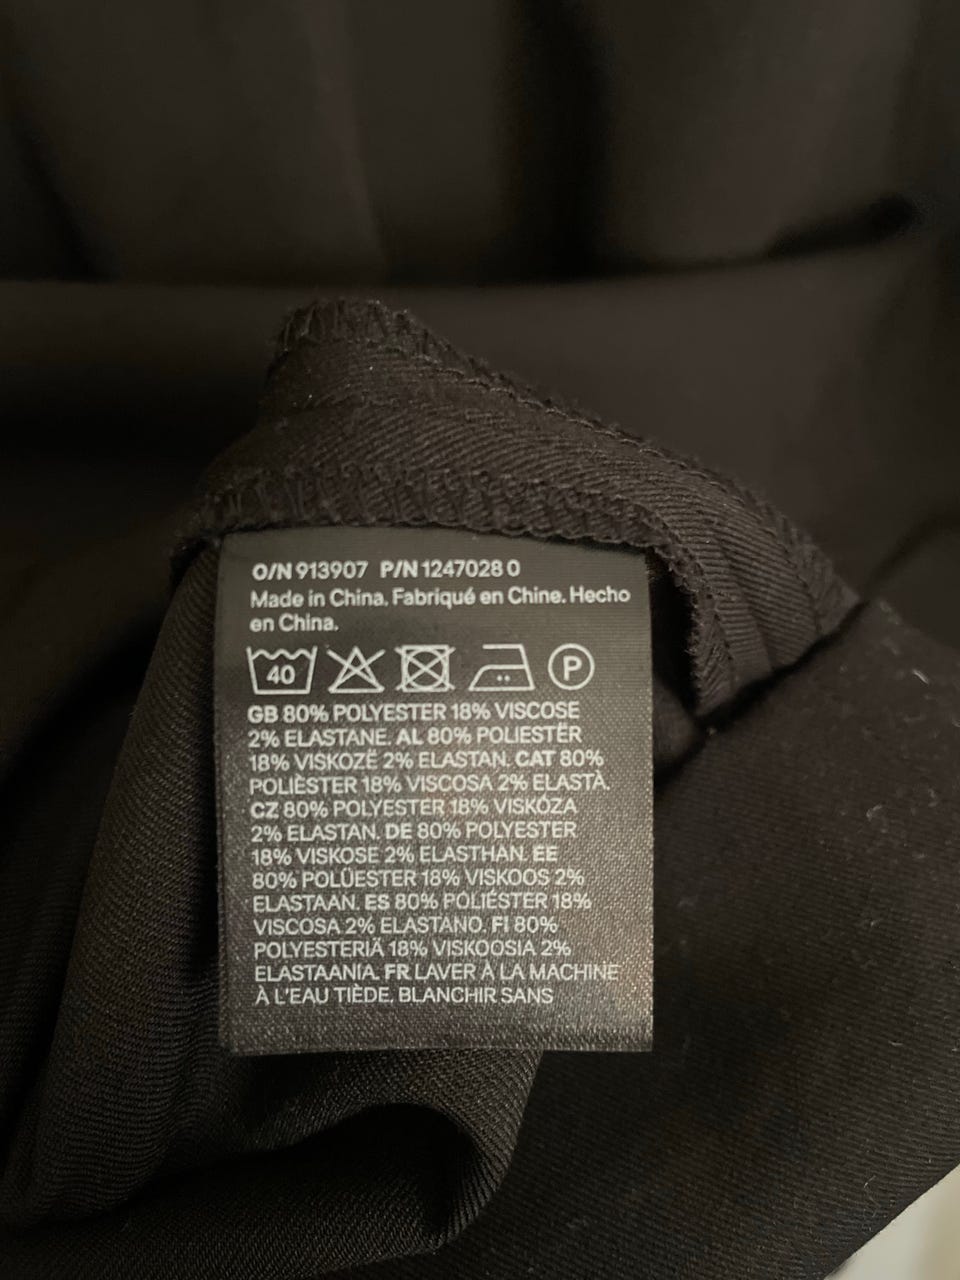 O/N 913907 P/N 1247028 0
Made in China. Fabriqué en Chine. Hecho
en China.
40 P
GB 80% POLYESTER 18% VISCOSE
2% ELASTANE. AL 80% POLIESTËR
18% VISKOZË 2% ELASTAN. CAT 80%
POLIÈSTER 18% VISCOSA 2% ELASTÀ.
CZ 80% POLYESTER 18% VISKÓZA
2% ELASTAN. DE 80% POLYESTER
18% VISKOSE 2% ELASTHAN. EE
80% POLÜESTER 18% VISKOOS 2%
ELASTAAN. ES 80% POLIÉSTER 18%
VISCOSA 2% ELASTANO. FI 80%
POLYESTERIÄ 18% VISKOOSIA 2%
ELASTAANIA. FR LAVER À LA MACHINE
À L'EAU TIÈDE, BLANCHIR SANS